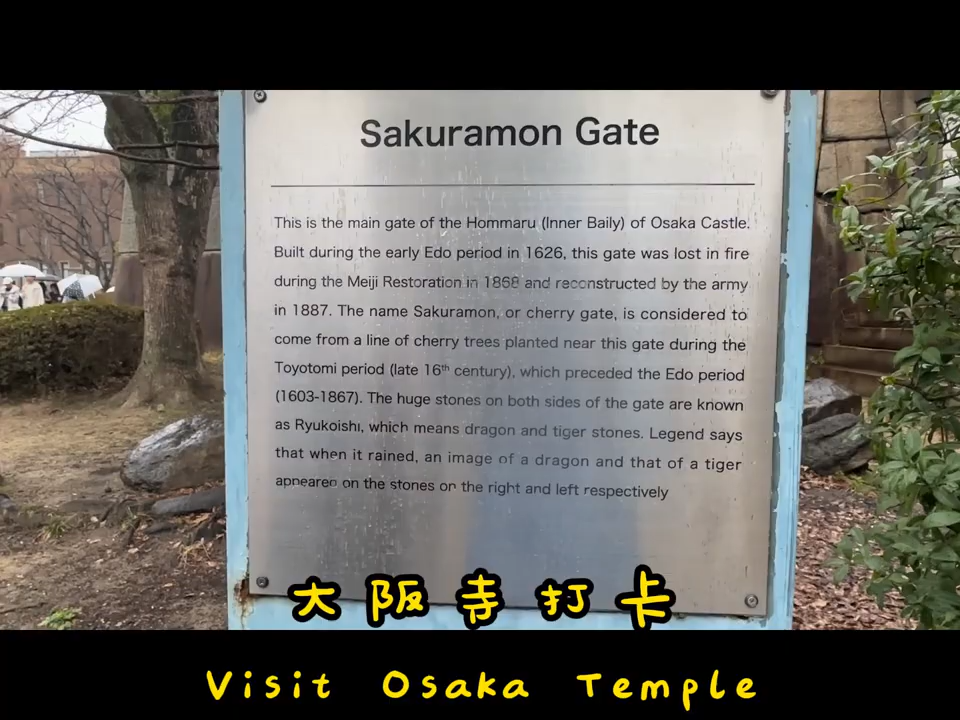 Sakuramon Gate
This is the main gate of the Hommaru (Inner Baily) of Osaka Castle.
Built during the early Edo period in 1626, this gate was lost in fire
during the Meiji Restoration in 1868 and reconstructed by the army
in 1887. The name Sakuramon, or cherry gate, is considered to
come from a line of cherry trees planted near this gate during the
Toyotomi period (late 16th century), which preceded the Edo period
(1603-1867). The huge stones on both sides of the gate are known
as Ryukoishi, which means dragon and tiger stones. Legend says
that when it rained, an image of a dragon and that of a tiger
appeared on the stones on the right and left respectively
大阪寺打卡
Visit Osaka Temple